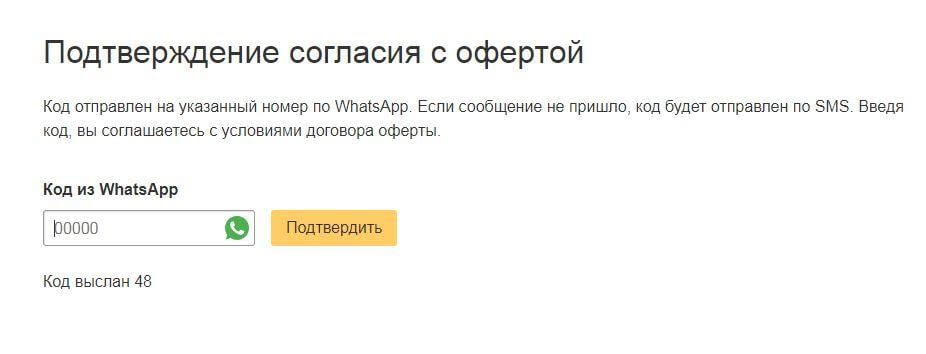 Подтверждение согласия с офертой
Код отправлен на указанный номер по WhatsApp. Если сообщение не пришло, код будет отправлен по SMS. Введя
код, вы соглашаетесь с условиями договора оферты.
Код из WhatsApp
00000
Подтвердить
Код выслан 48